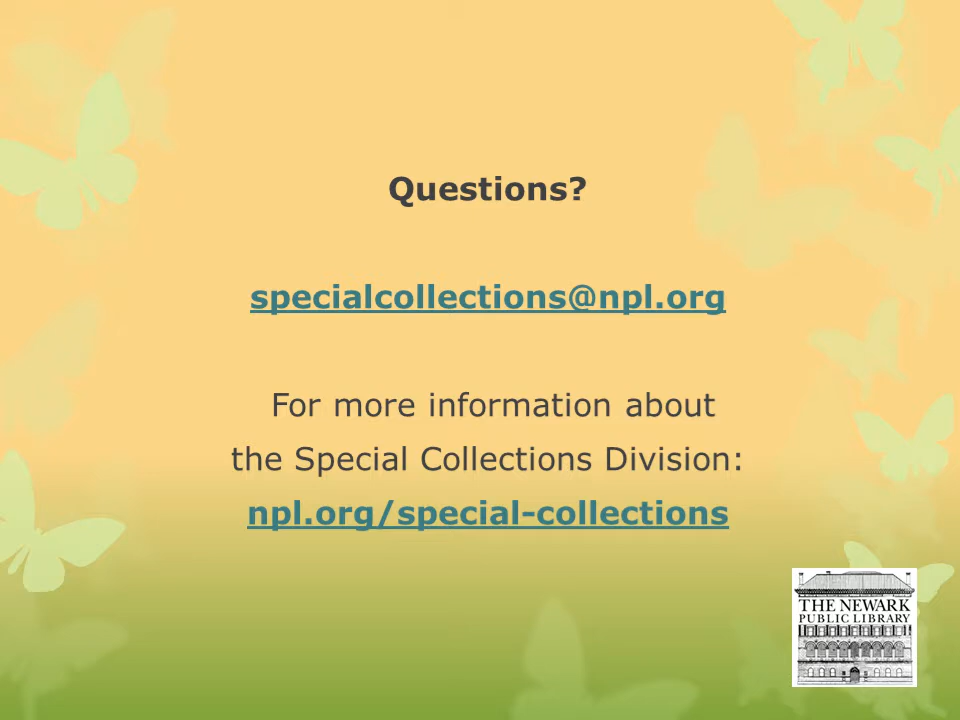 Questions?
specialcollections@npl.org
For more information about
the Special Collections Division:
npl.org/special-collections
THE NEWARK
PUBLIC LIBRARY